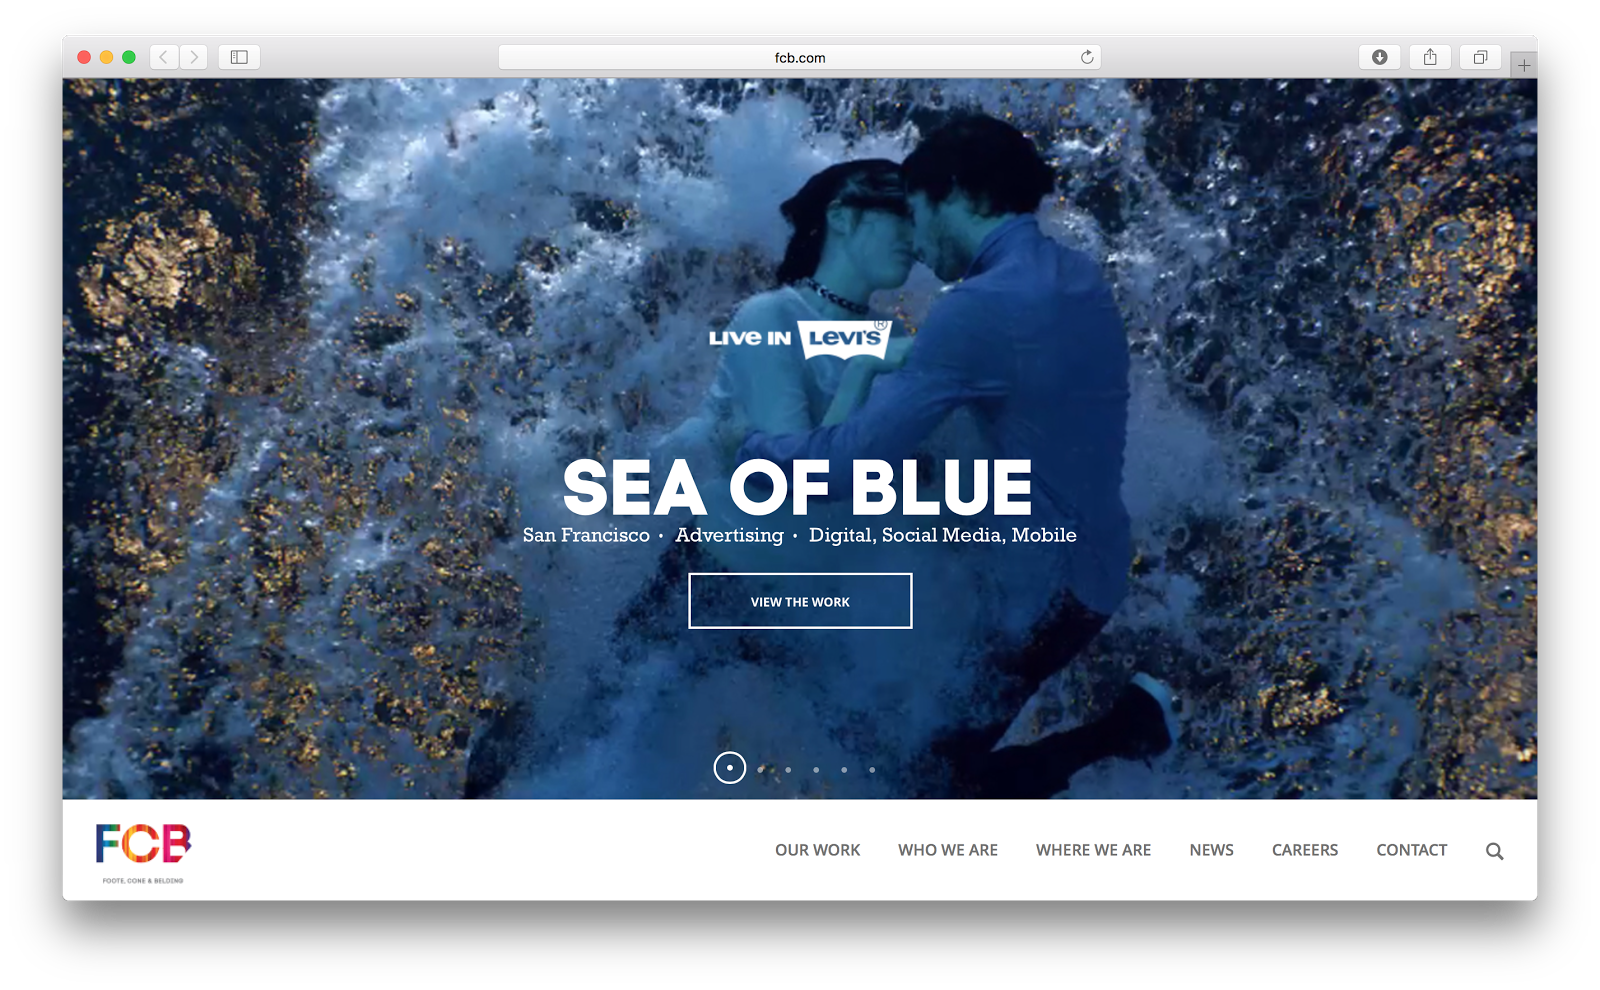 fcb.com
LIVE IN LEVI'S®
SEA OF BLUE
San Francisco · Advertising · Digital, Social Media, Mobile
VIEW THE WORK
FCB
FOOTE, CONE & BELDING
OUR WORK WHO WE ARE WHERE WE ARE NEWS CAREERS CONTACT